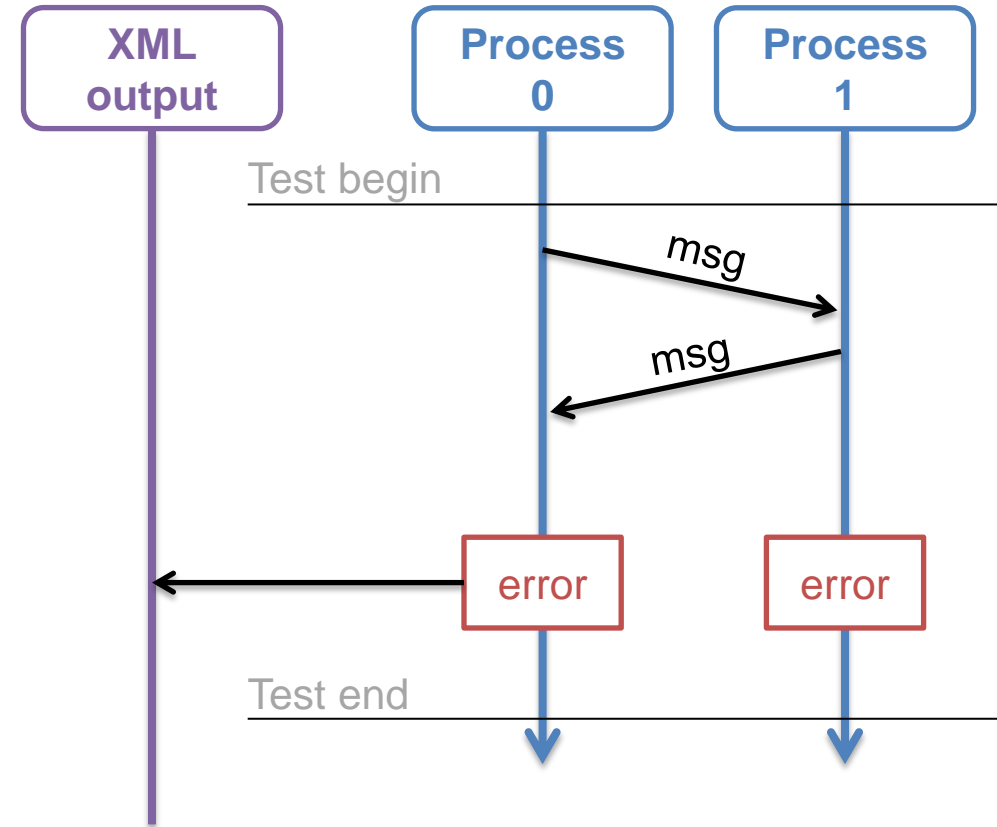 XML
output
Process
0
Process
1
Test begin
msg
msg
error
error
Test end